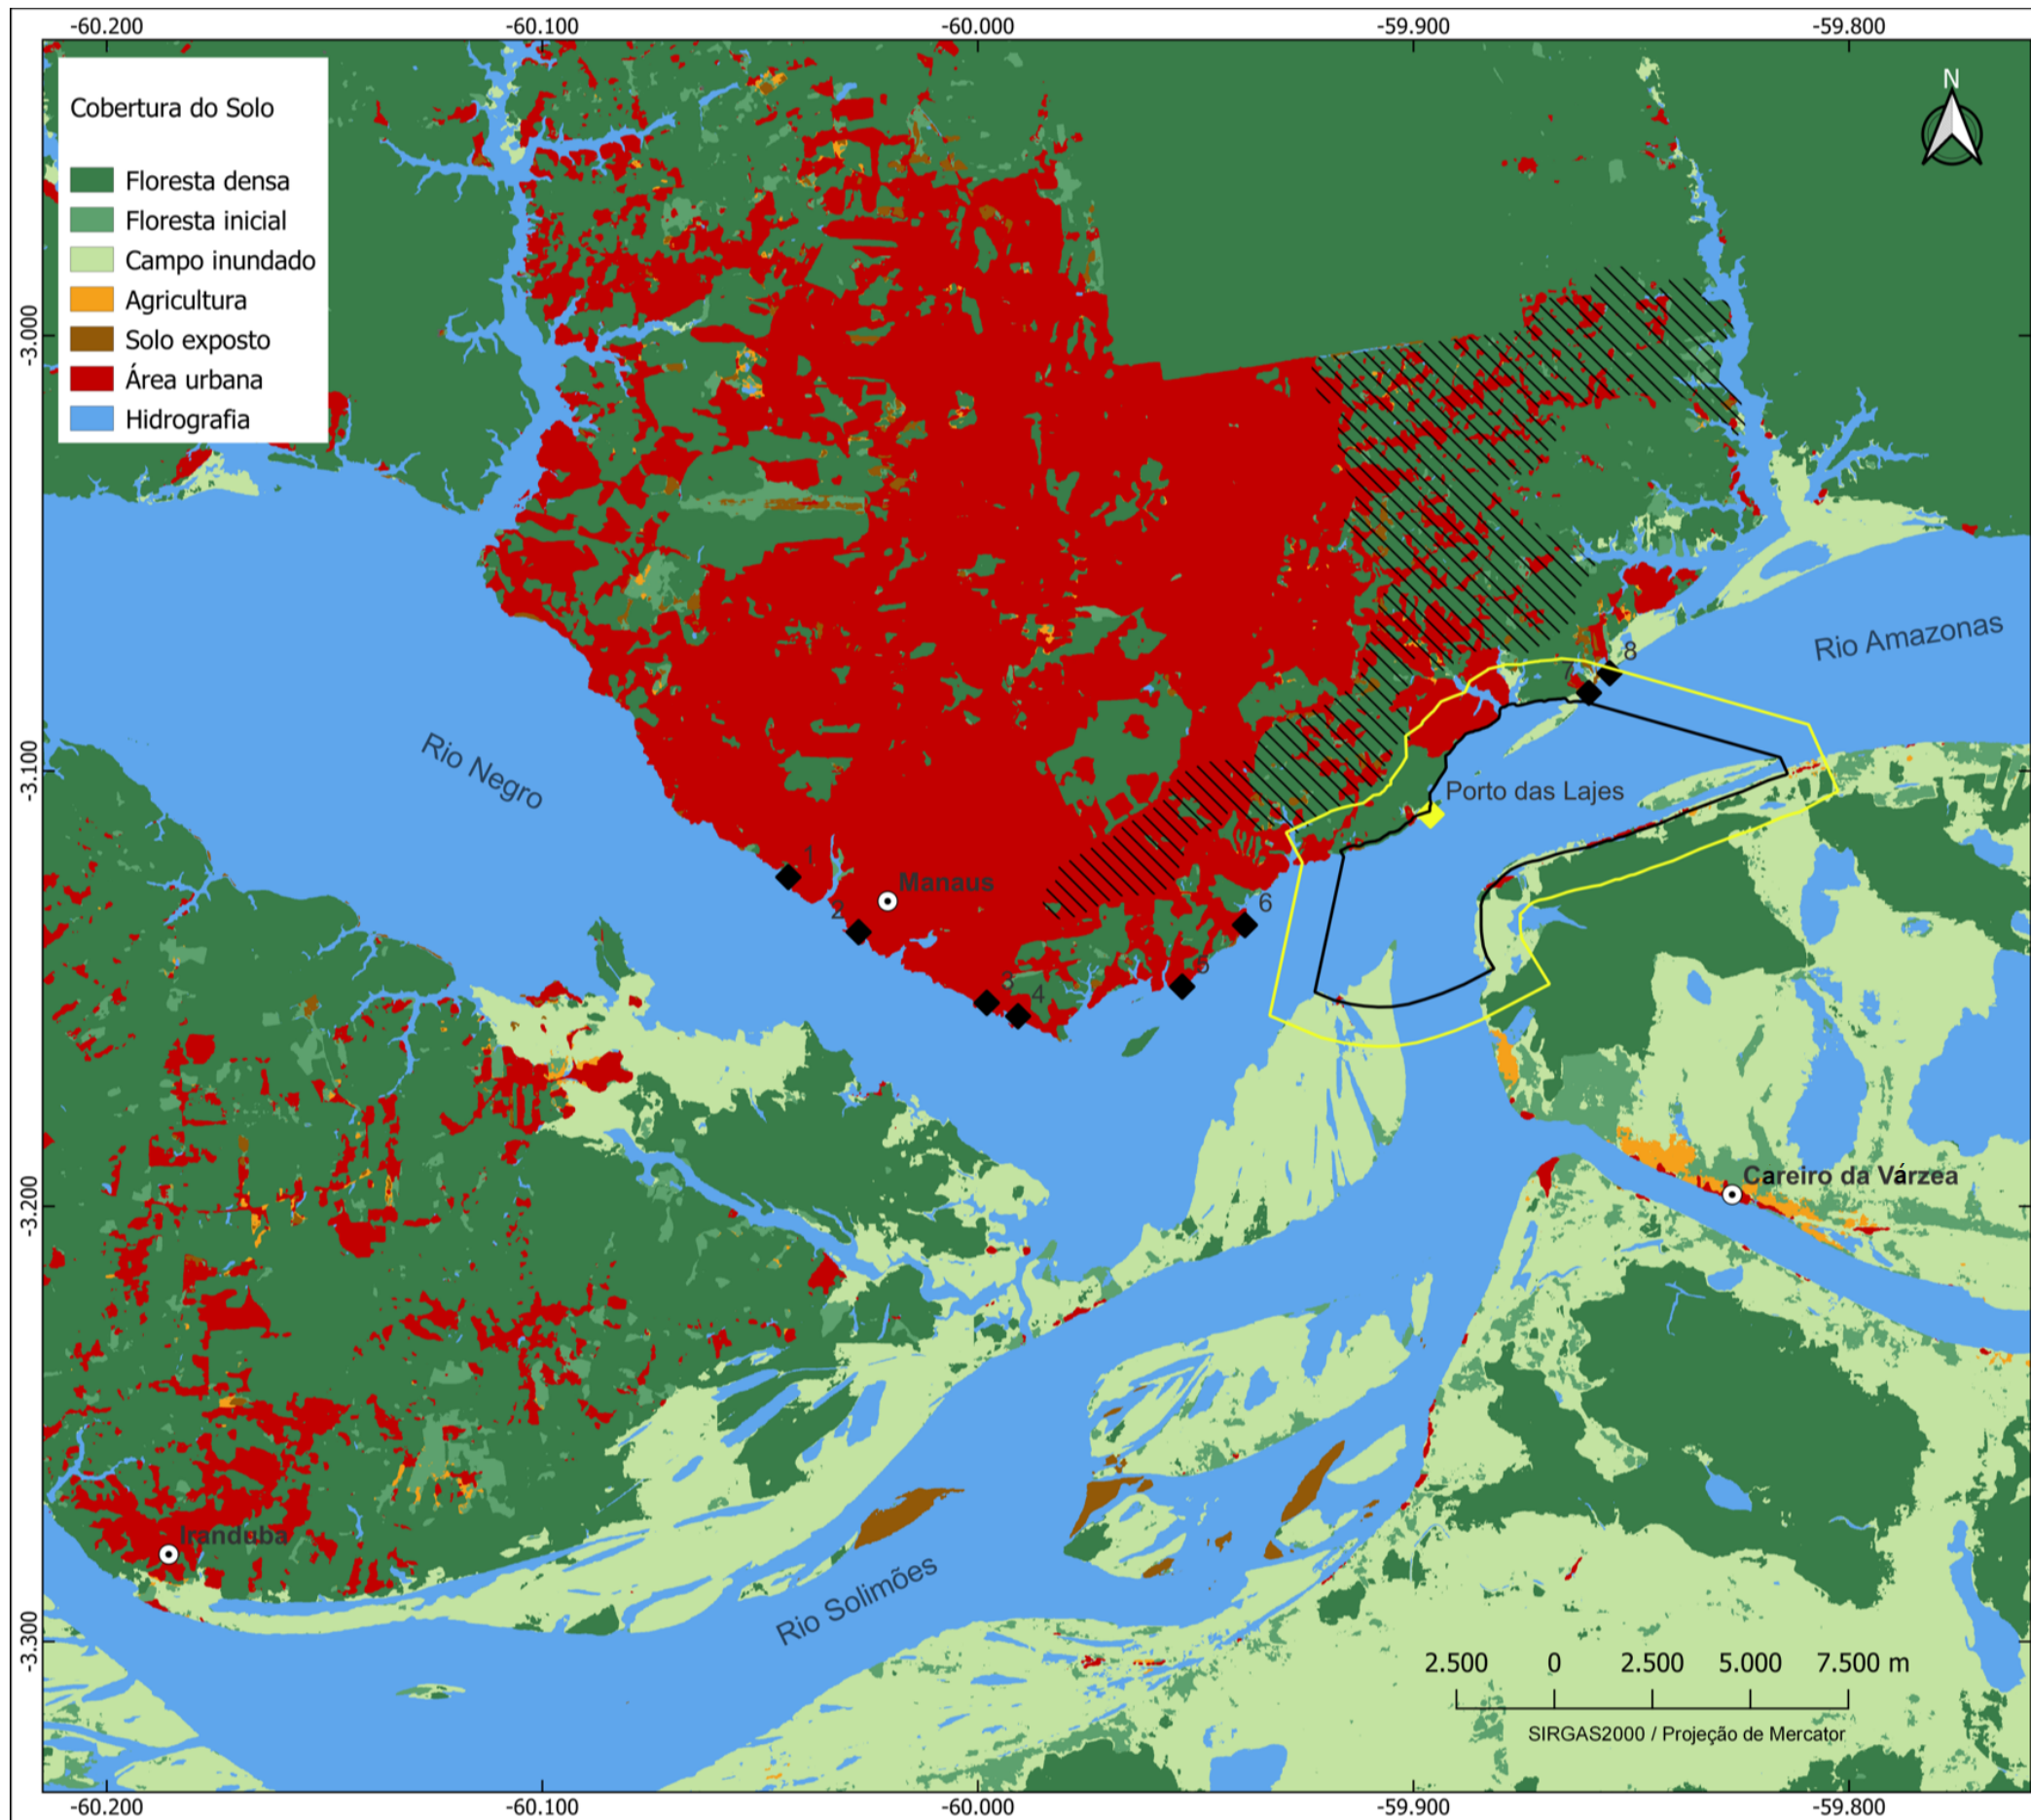 -60.200 -60.100 -60.000 -59.900 -59.800
N
Cobertura do Solo
Floresta densa
Floresta inicial
Campo inundado
Agricultura
Solo exposto
Área urbana
Hidrografia
-3.000
Rio Amazonas
8
7
Rio Negro
-3.100
Porto das Lajes
1
Manaus
2
6
5
3
4
Careiro da Várzea
-3.200
Iranduba
Rio Solimões
-3.300
2.500 0 2.500 5.000 7.500 m
SIRGAS2000 / Projeção de Mercator
-60.200 -60.100 -60.000 -59.900 -59.800